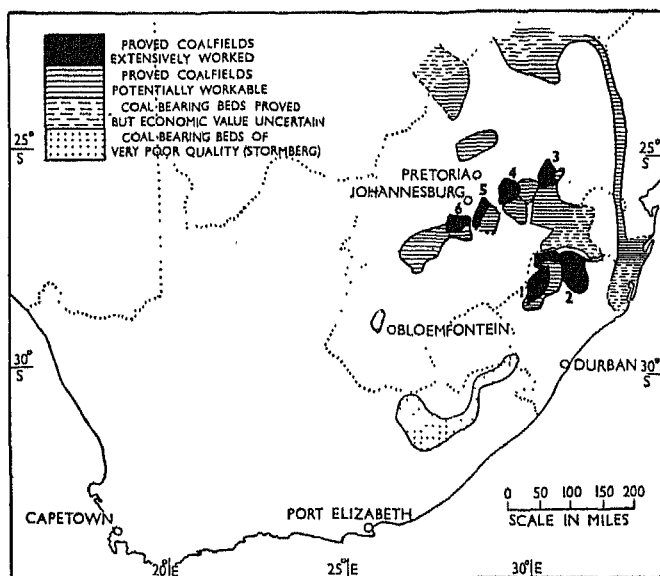 PROVED COALFIELDS
EXTENSIVELY WORKED
PROVED COALFIELDS
POTENTIALLY WORKABLE
COAL-BEARING BEDS PROVED
BUT ECONOMIC VALUE UNCERTAIN
COAL-BEARING BEDS OF
VERY POOR QUALITY (STORMBERG)
25°
S
25°
S
PRETORIA
JOHANNESBURG
3
4
5
6
1
2
BLOEMFONTEIN
30°
S
DURBAN
30°
S
CAPETOWN
PORT ELIZABETH
0 50 100 150 200
SCALE IN MILES
20°E
25°E
30°E